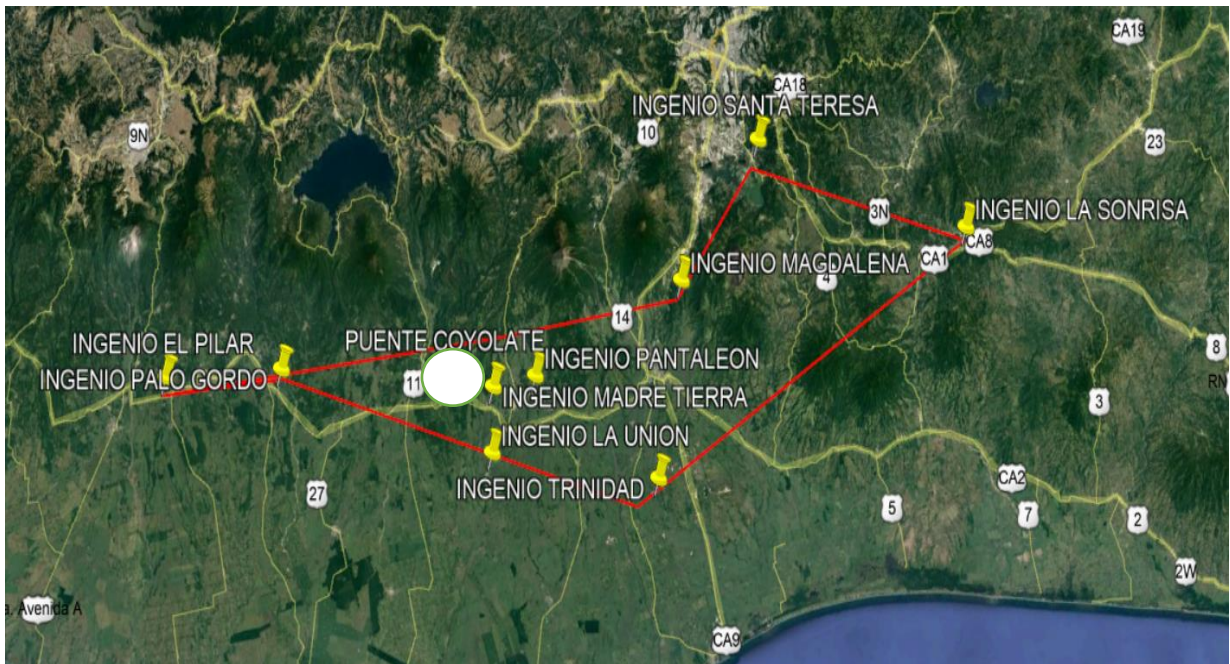 CA19
CA18
INGENIO SANTA TERESA
9N
10
23
3N
INGENIO LA SONRISA
CA8
CA1
INGENIO MAGDALENA
4
14
PUENTE COYOLATE
INGENIO EL PILAR
8
INGENIO PANTALEON
INGENIO PALO GORDO
11
RN
INGENIO MADRE TIERRA
3
INGENIO LA UNION
CA2
INGENIO TRINIDAD
27
5
7
2
2W
a. Avenida A
CA9